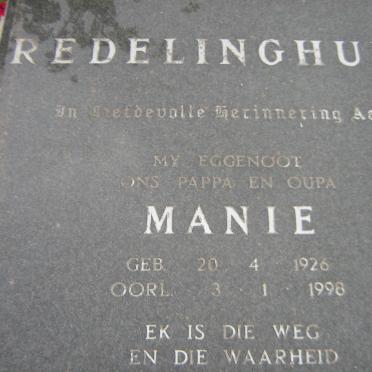 REDELINGHU
In Liefdevolle Herinnering Aa
MY EGGENOOT
ONS PAPPA EN OUPA
MANIE
GEB. 20 4 1926
OORL. 3 1 1998
EK IS DIE WEG
EN DIE WAARHEID